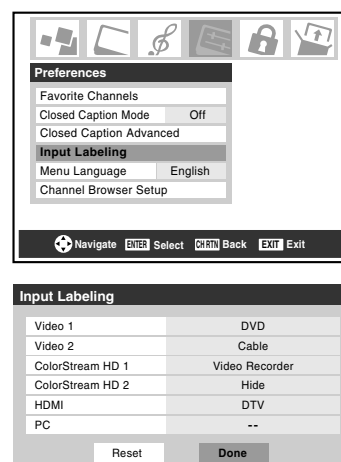 Preferences
Favorite Channels
Closed Caption Mode Off
Closed Caption Advanced
Input Labeling
Menu Language English
Channel Browser Setup
Navigate ENTER Select CH RTN Back EXIT Exit
Input Labeling
Video 1 DVD
Video 2 Cable
ColorStream HD 1 Video Recorder
ColorStream HD 2 Hide
HDMI DTV
PC --
Reset Done